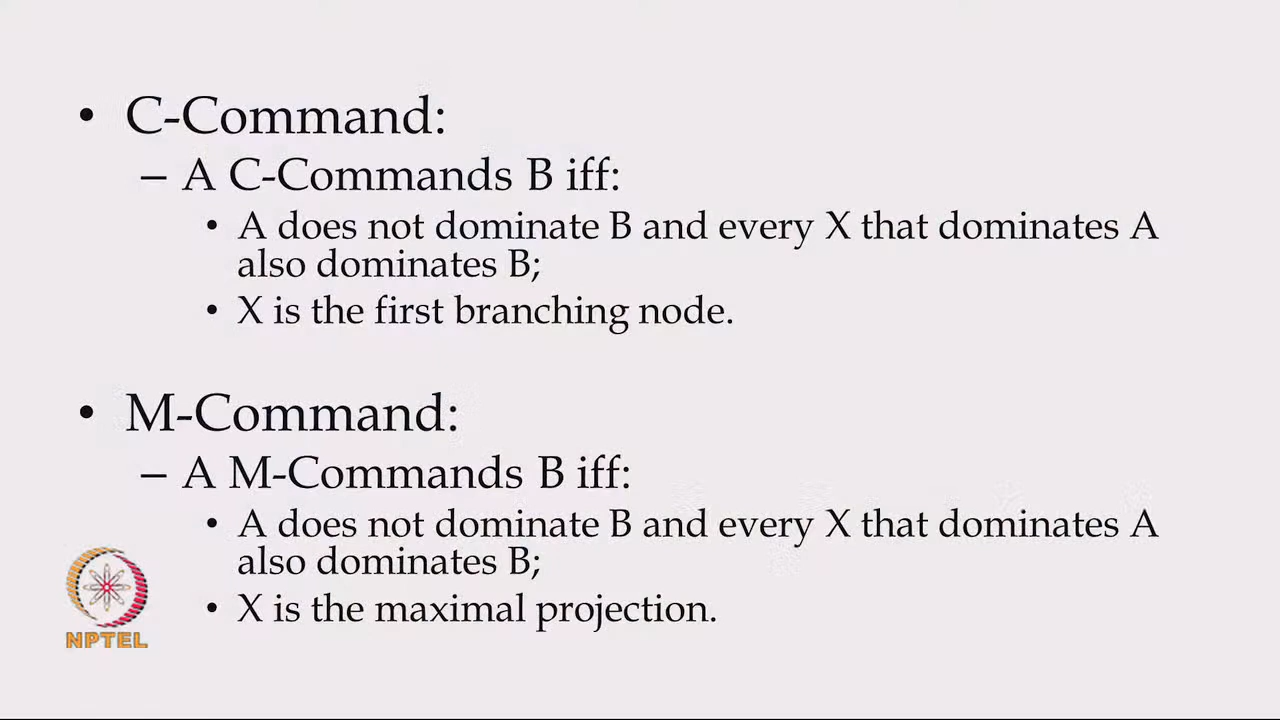 • C-Command:
– A C-Commands B iff:
• A does not dominate B and every X that dominates A
also dominates B;
• X is the first branching node.
• M-Command:
– A M-Commands B iff:
• A does not dominate B and every X that dominates A
also dominates B;
• X is the maximal projection.
NPTEL